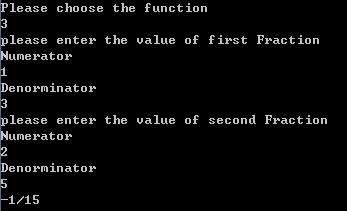 Please choose the function
3
please enter the value of first Fraction
Numerator
1
Denorminator
3
please enter the value of second Fraction
Numerator
2
Denorminator
5
-1/15